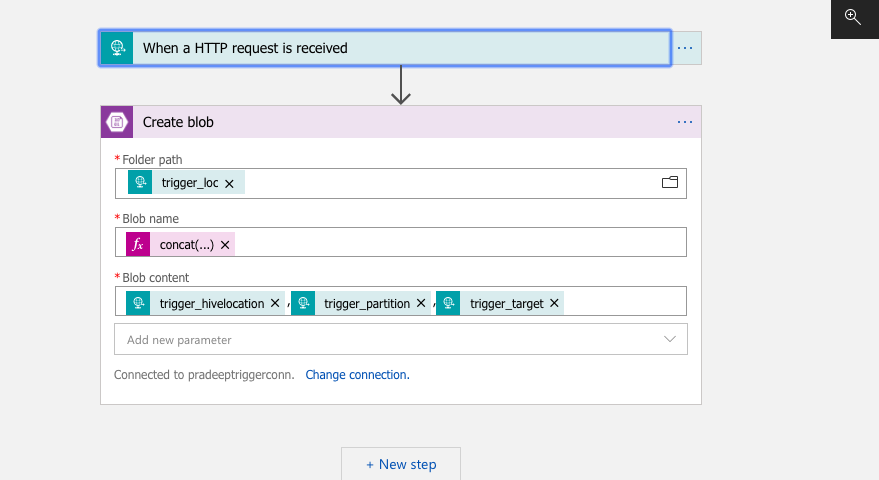 When a HTTP request is received ...
Create blob ...
* Folder path
trigger_loc ×
* Blob name
fx concat(...) ×
* Blob content
trigger_hivelocation × , trigger_partition × , trigger_target ×
Add new parameter
Connected to pradeeptriggerconn. Change connection.
+ New step